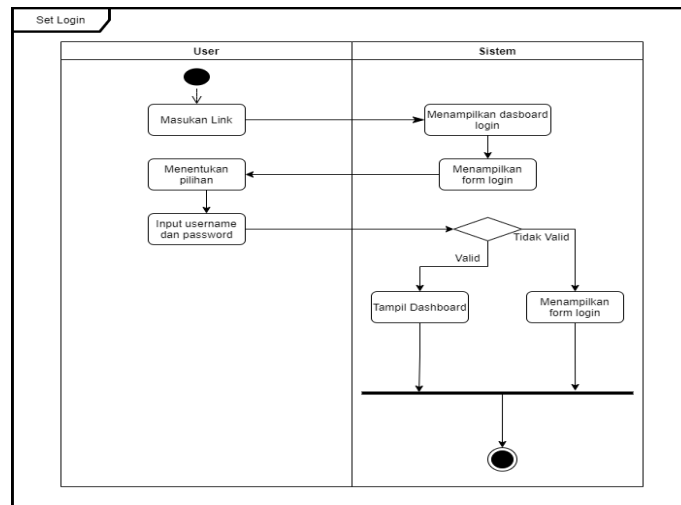 Set Login
User
Sistem
Masukan Link
Menampilkan dasboard
login
Menentukan
pilihan
Menampilkan
form login
Input username
dan password
Tidak Valid
Valid
Tampil Dashboard
Menampilkan
form login